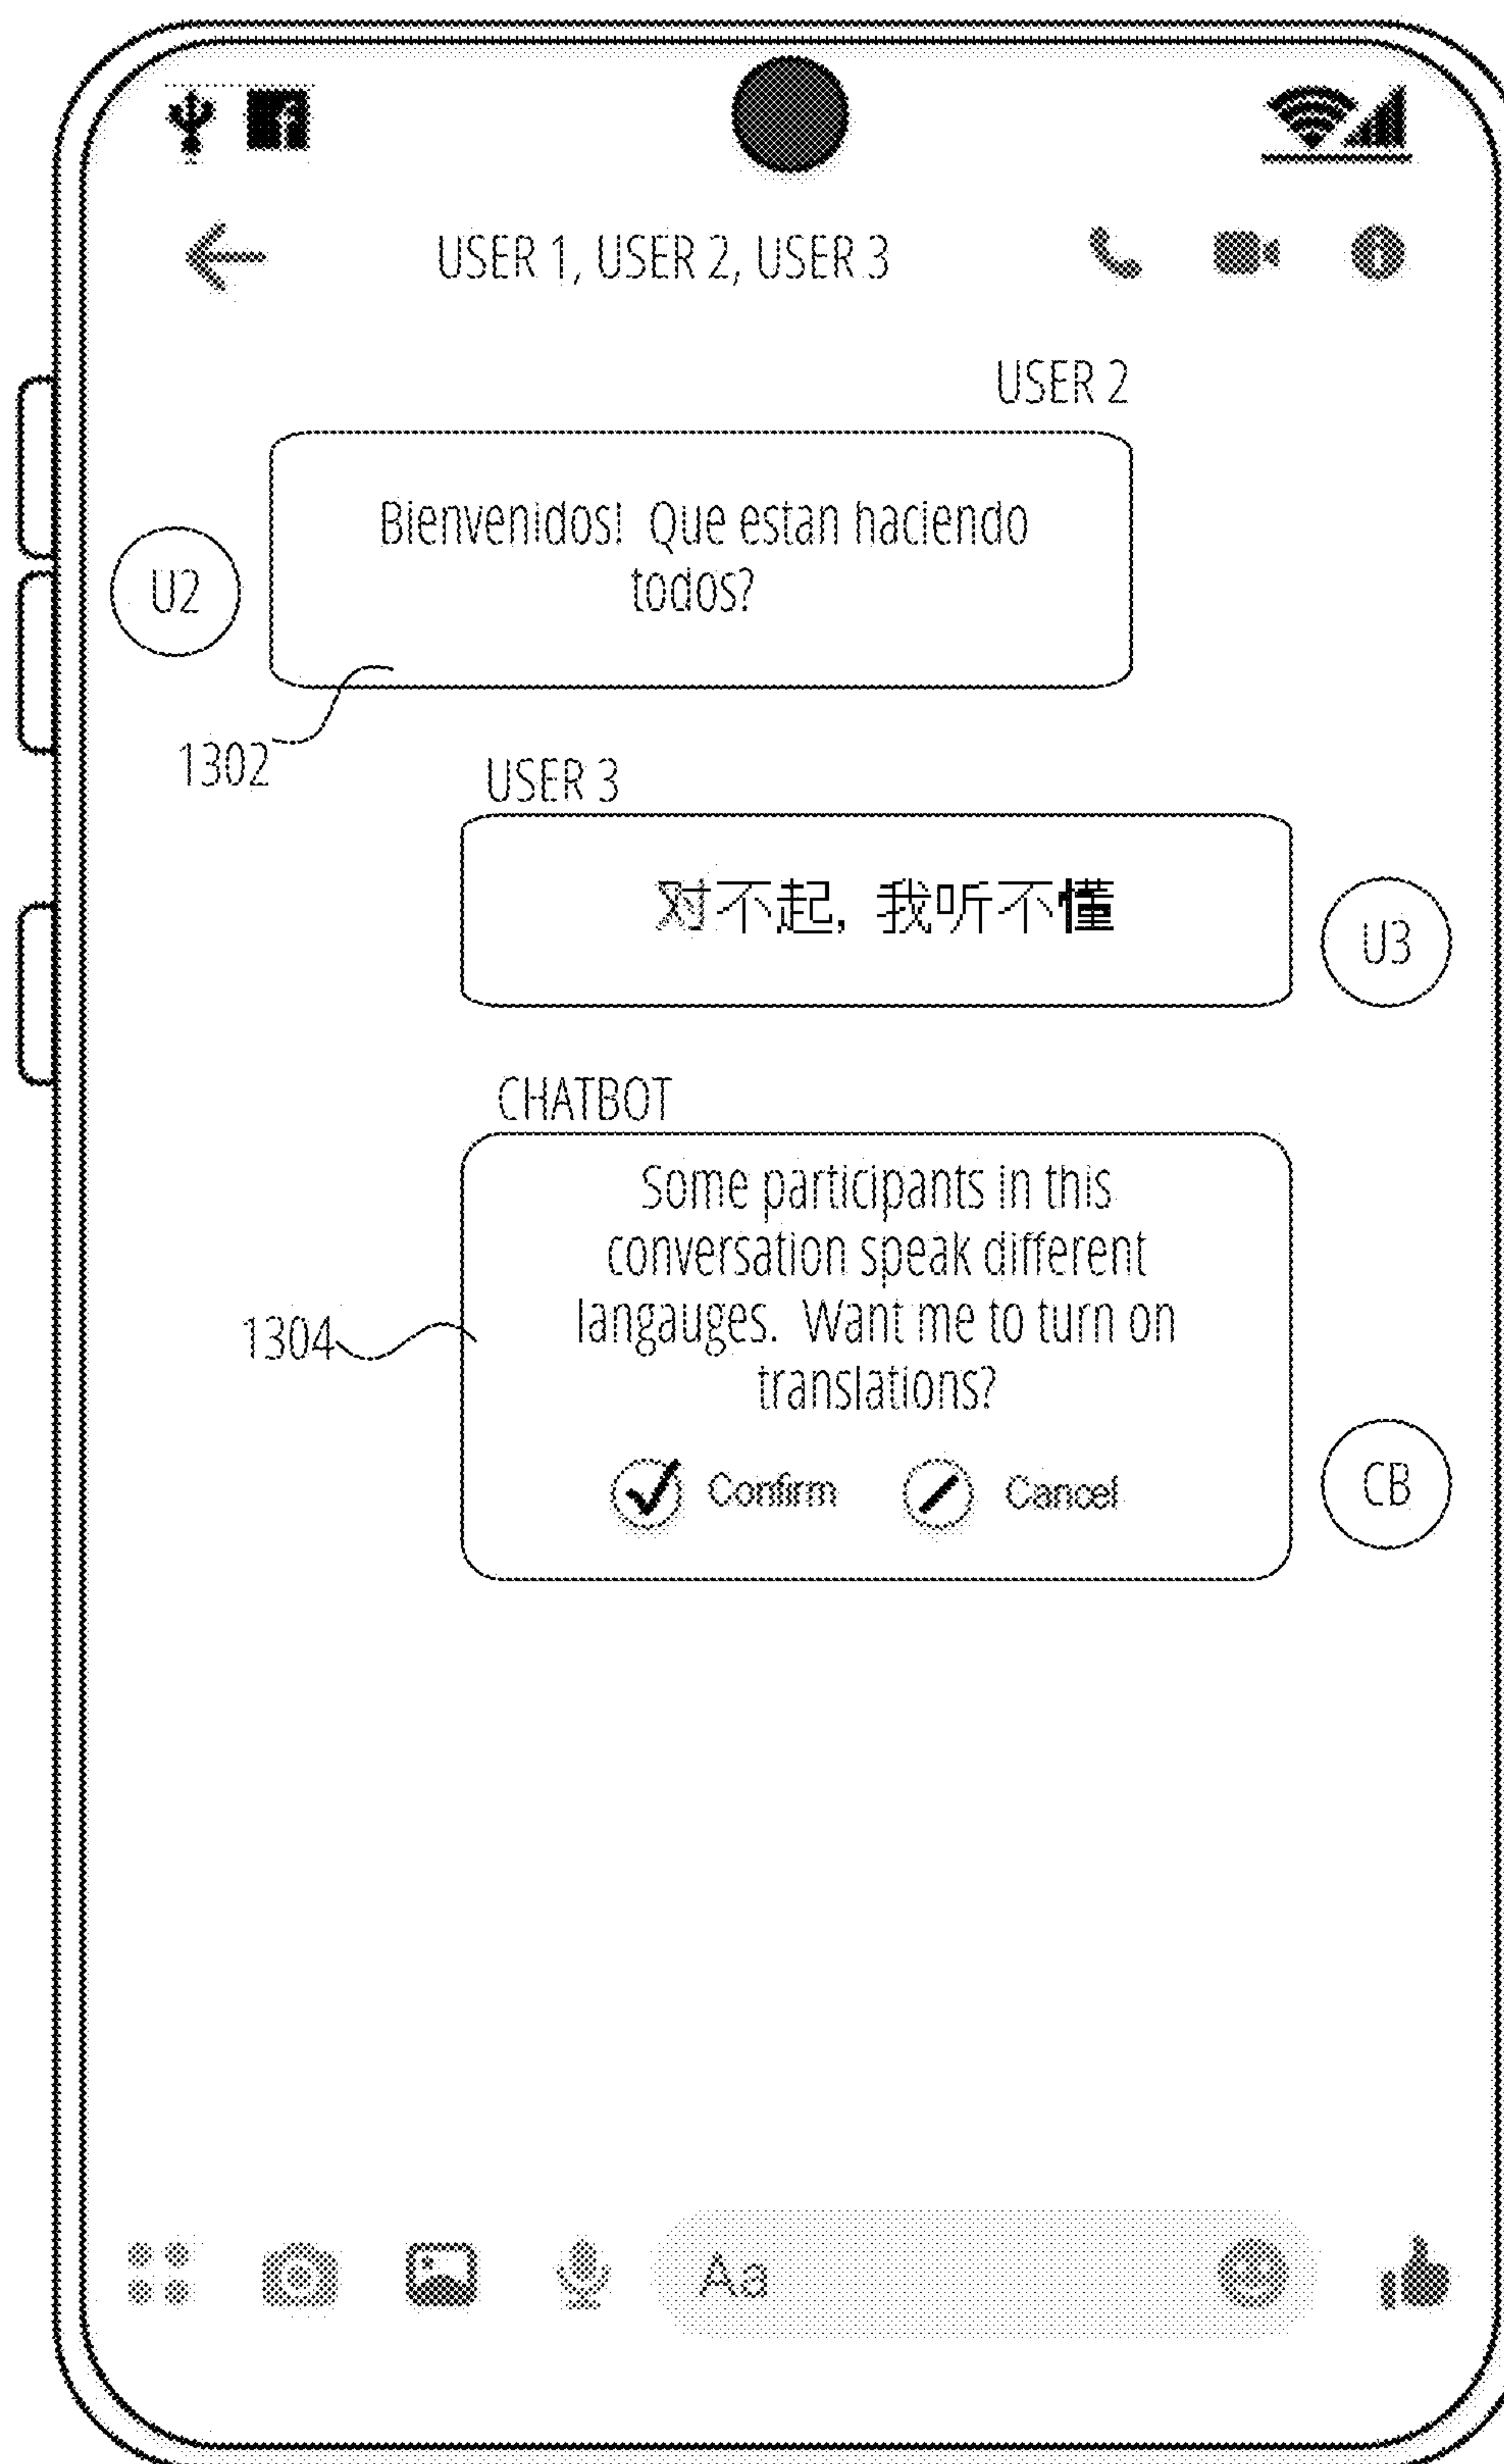 USER 1, USER 2, USER 3
USER 2
Bienvenidos! Que estan haciendo
todos?
U2
1302
USER 3
对不起, 我听不懂
U3
CHATBOT
Some participants in this
conversation speak different
langauges. Want me to turn on
translations?
1304
Confirm Cancel
CB
Aa